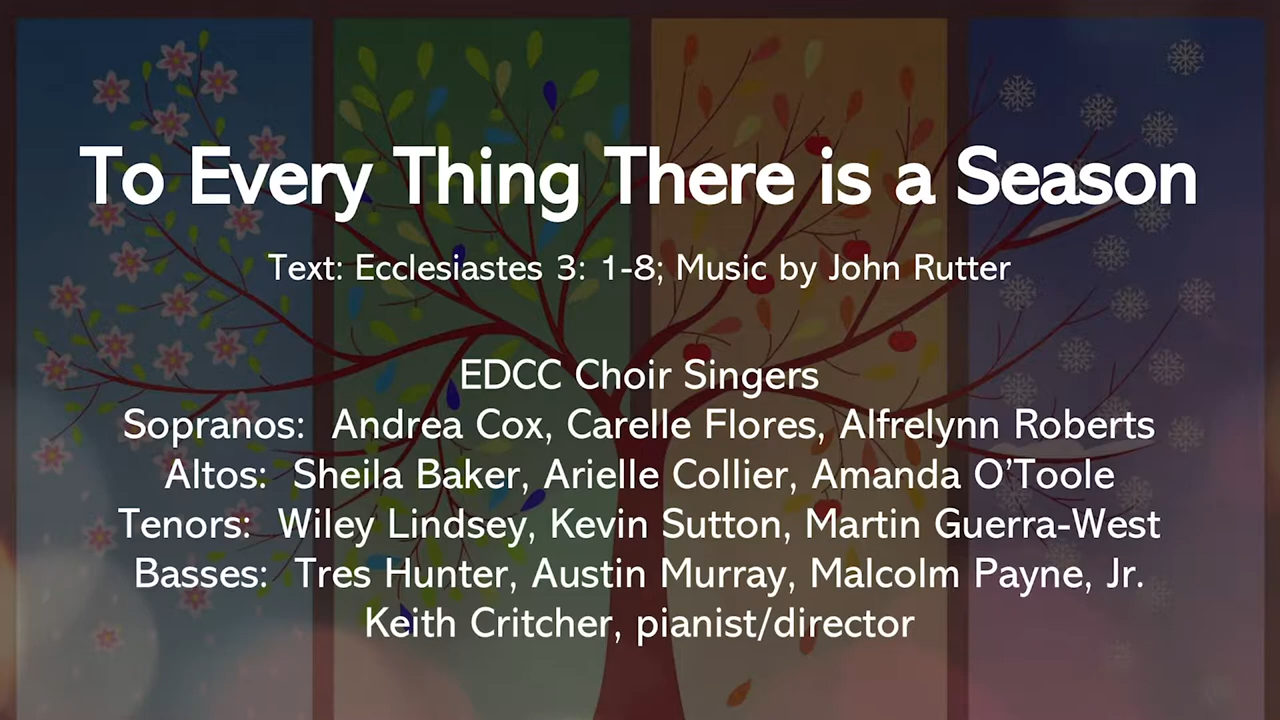 To Every Thing There is a Season
Text: Ecclesiastes 3: 1-8; Music by John Rutter
EDCC Choir Singers
Sopranos: Andrea Cox, Carelle Flores, Alfrelynn Roberts
Altos: Sheila Baker, Arielle Collier, Amanda O’Toole
Tenors: Wiley Lindsey, Kevin Sutton, Martin Guerra-West
Basses: Tres Hunter, Austin Murray, Malcolm Payne, Jr.
Keith Critcher, pianist/director